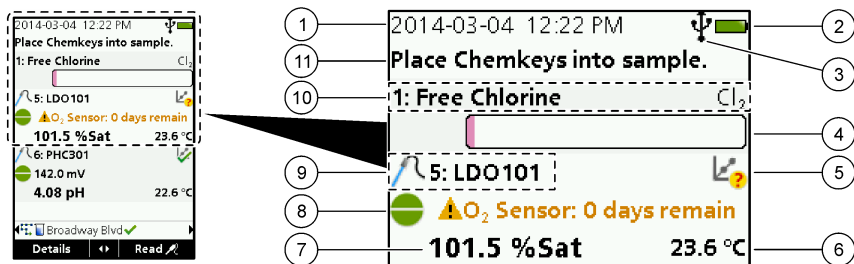 2014-03-04 12:22 PM
Place Chemkeys into sample.
1: Free Chlorine Cl₂
5: LDO101
O₂ Sensor: 0 days remain
101.5 %Sat 23.6 °C
6: PHC301
142.0 mV
4.08 pH 22.6 °C
Broadway Blvd
Details Read
1
2014-03-04 12:22 PM
2
11
Place Chemkeys into sample.
3
10
1: Free Chlorine Cl₂
4
9
5: LDO101
?
5
8
O₂ Sensor: 0 days remain
7
101.5 %Sat 23.6 °C
6